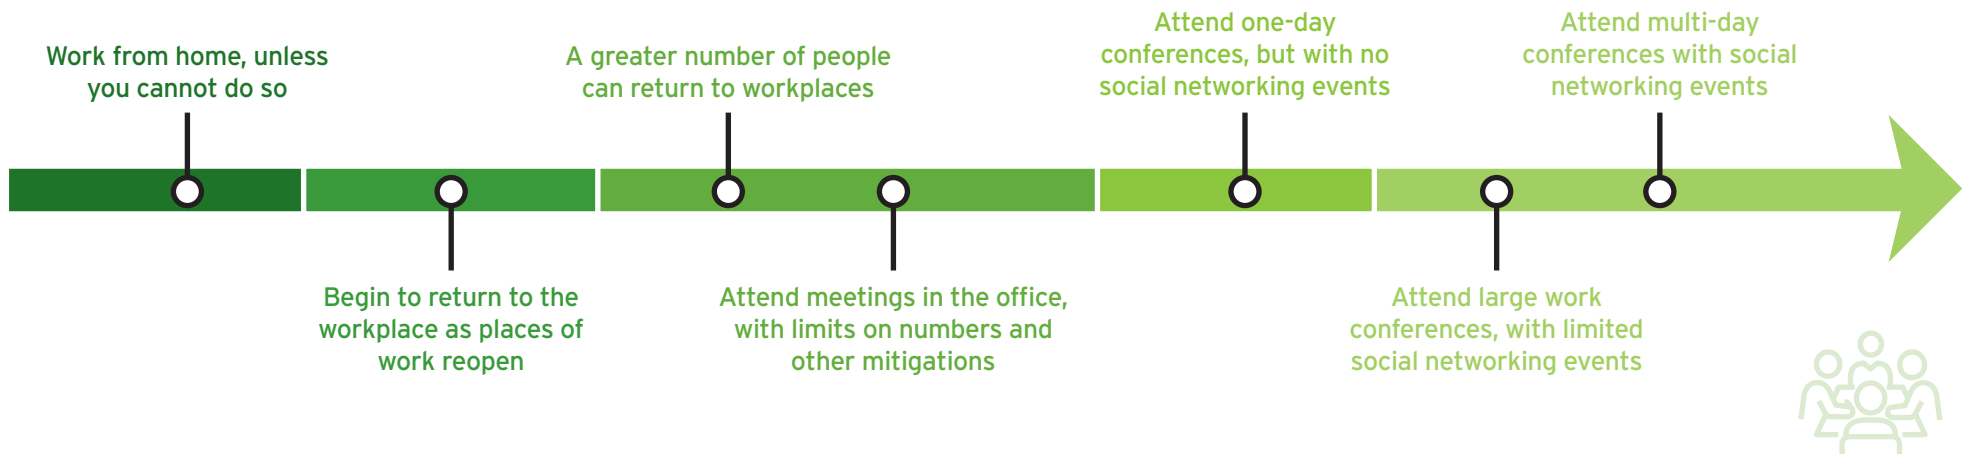 Work from home, unless
you cannot do so
Begin to return to the
workplace as places of
work reopen
A greater number of people
can return to workplaces
Attend meetings in the office,
with limits on numbers and
other mitigations
Attend one-day
conferences, but with no
social networking events
Attend large work
conferences, with limited
social networking events
Attend multi-day
conferences with social
networking events